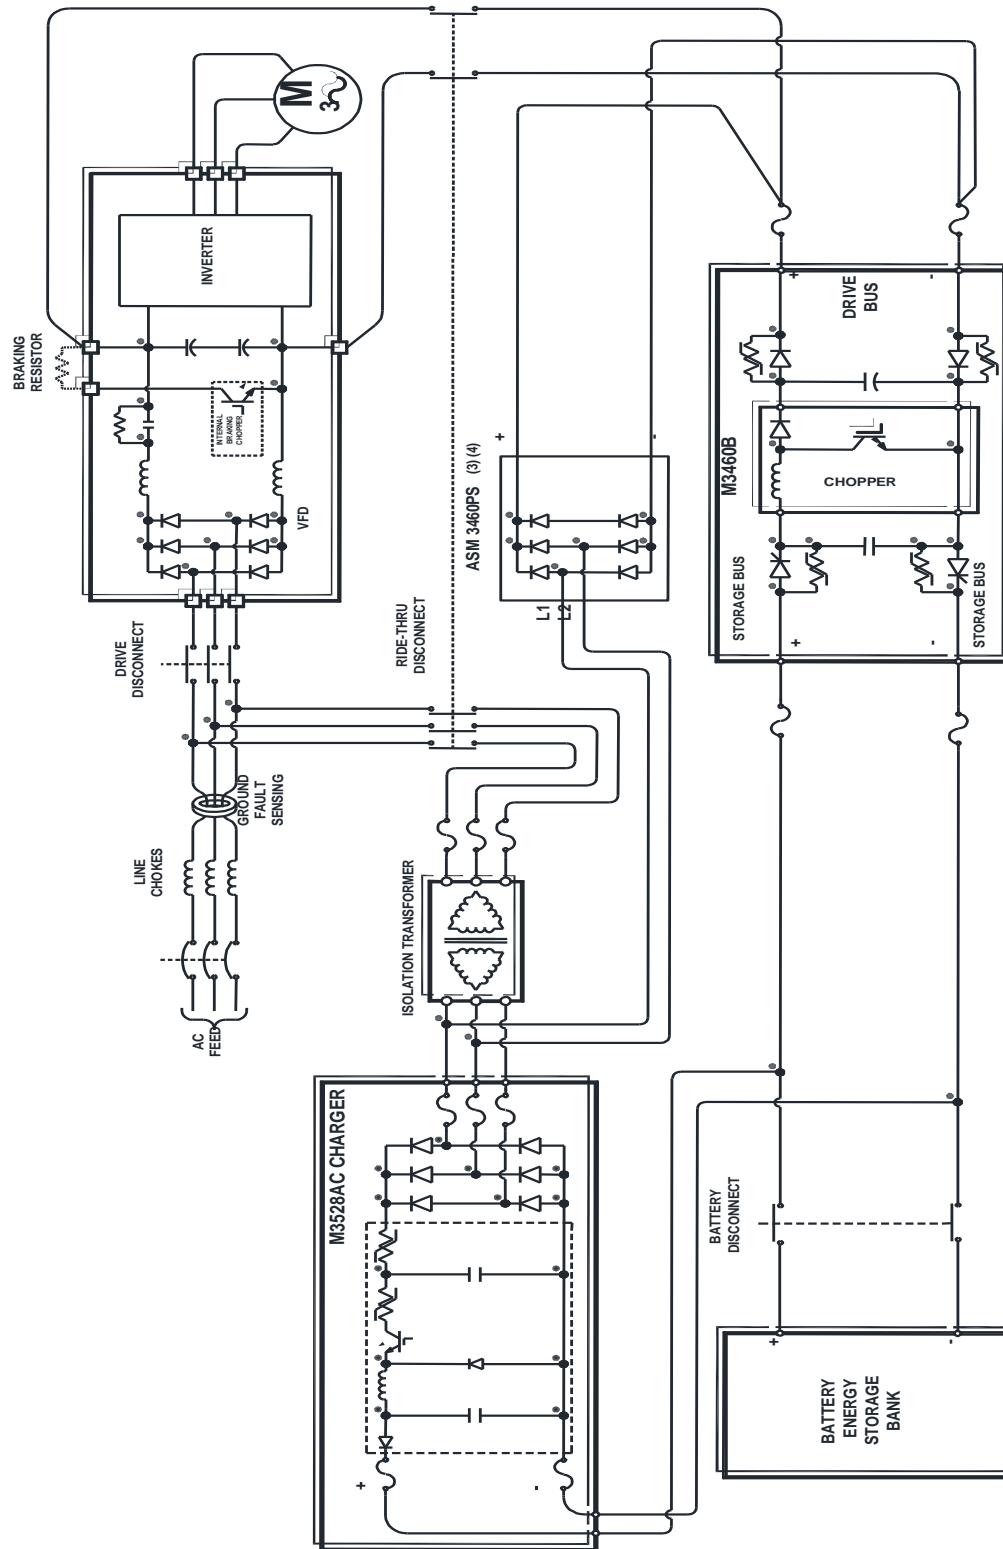 BRAKING
RESISTOR
M
3
INVERTER
INTERNAL
BRAKING
CHOPPER
VFD
DRIVE
DISCONNECT
LINE
CHOKES
GROUND
FAULT
SENSING
AC
FEED
RIDE-THRU
DISCONNECT
ASM 3460PS (3) (4)
+
-
L1
L2
ISOLATION TRANSFORMER
M3460B
DRIVE
BUS
+
-
CHOPPER
STORAGE BUS
+
-
STORAGE BUS
M3528AC CHARGER
+
-
BATTERY
DISCONNECT
+
-
BATTERY
ENERGY
STORAGE
BANK